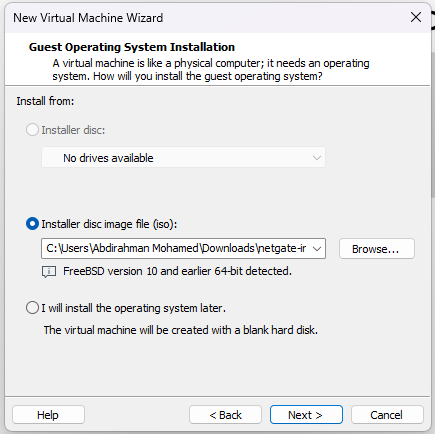 New Virtual Machine Wizard
Guest Operating System Installation
A virtual machine is like a physical computer; it needs an operating
system. How will you install the guest operating system?
Install from:
Installer disc:
No drives available
Installer disc image file (iso):
C:\Users\Abdirahman Mohamed\Downloads\netgate-ir
Browse...
FreeBSD version 10 and earlier 64-bit detected.
I will install the operating system later.
The virtual machine will be created with a blank hard disk.
Help
< Back
Next >
Cancel